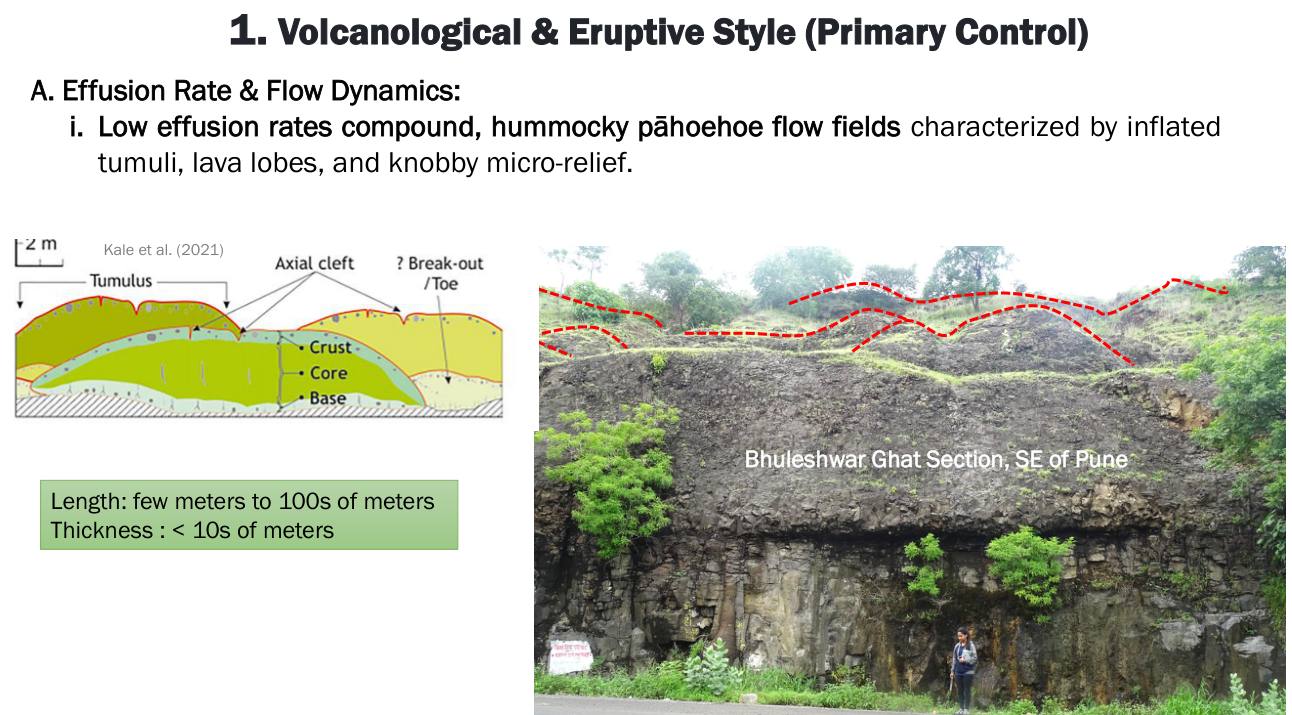 1. Volcanological & Eruptive Style (Primary Control)
A. Effusion Rate & Flow Dynamics:
i. Low effusion rates compound, hummocky pāhoehoe flow fields characterized by inflated
tumuli, lava lobes, and knobby micro-relief.
2 m
Kale et al. (2021)
Tumulus
Axial cleft
? Break-out
/Toe
• Crust
• Core
• Base
Length: few meters to 100s of meters
Thickness : < 10s of meters
Bhuleshwar Ghat Section, SE of Pune